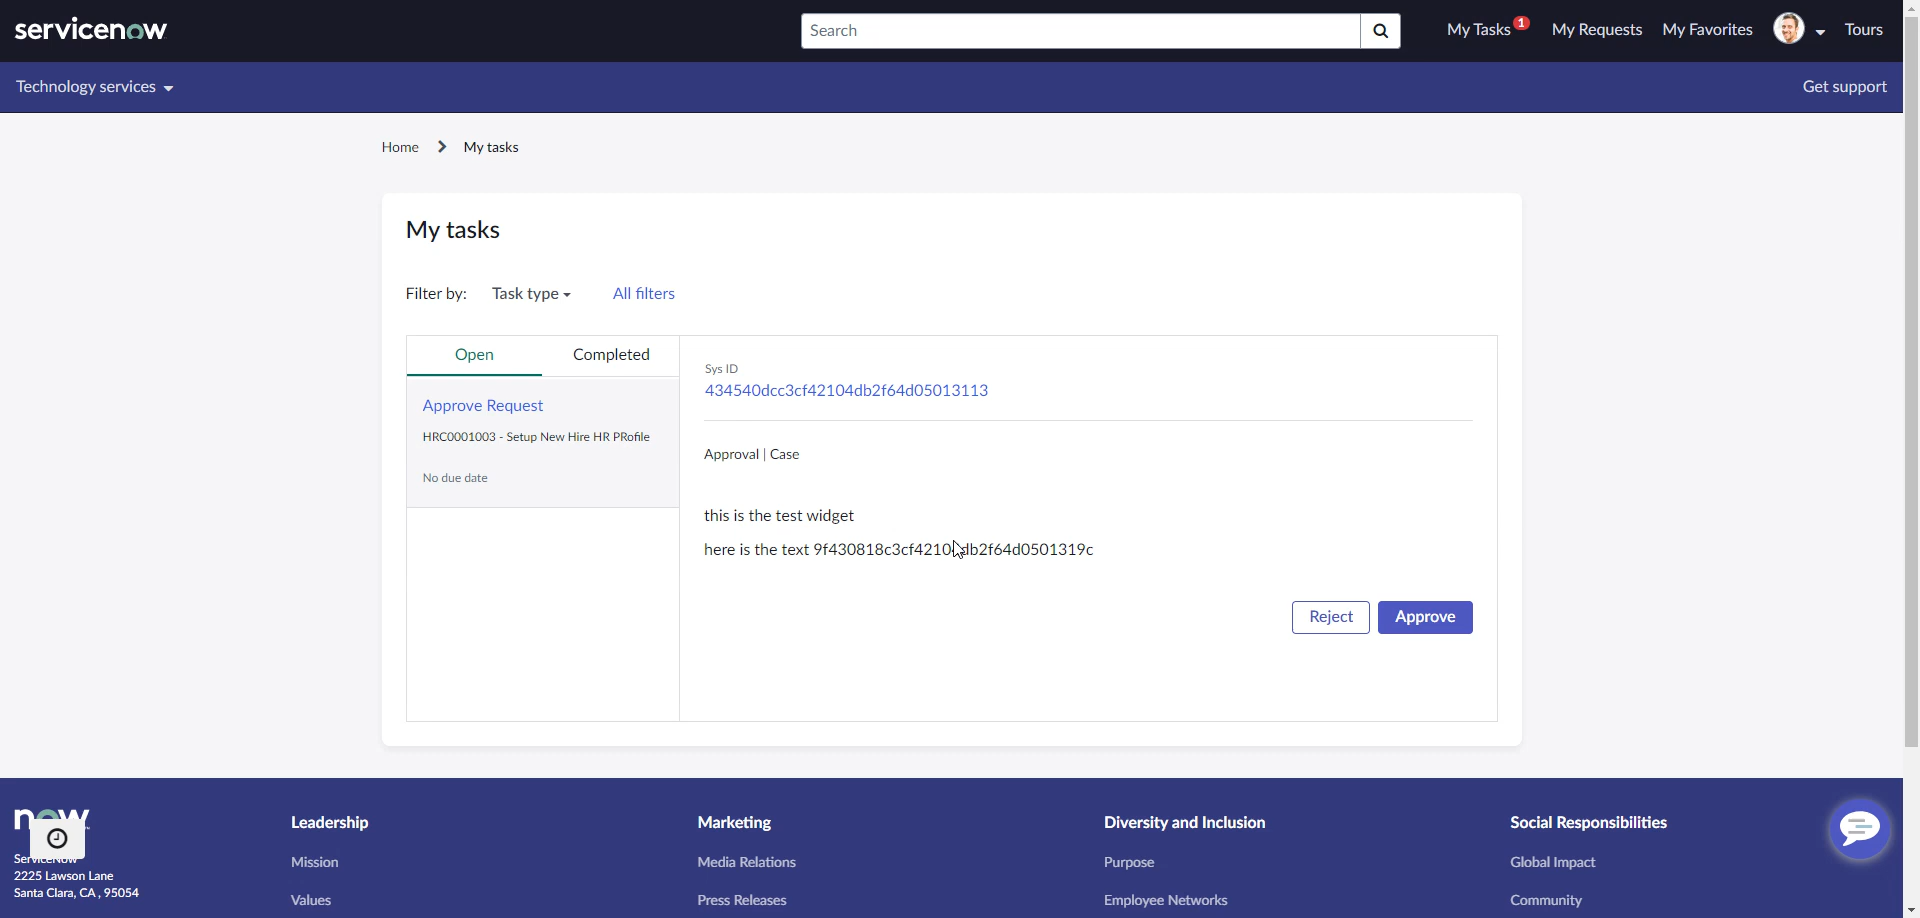 servicenow
Search
My Tasks 1
My Requests
My Favorites
Tours
Technology services
Get support
Home
My tasks
My tasks
Filter by:
Task type
All filters
Open
Completed
Approve Request
HRC0001003 - Setup New Hire HR PRofile
No due date
Sys ID
434540dcc3cf42104db2f64d05013113
Approval | Case
this is the test widget
here is the text
Reject
Approve
now
ServiceNow
2225 Lawson Lane
Santa Clara, CA , 95054
Leadership
Mission
Values
Marketing
Media Relations
Press Releases
Diversity and Inclusion
Purpose
Employee Networks
Social Responsibilities
Global Impact
Community